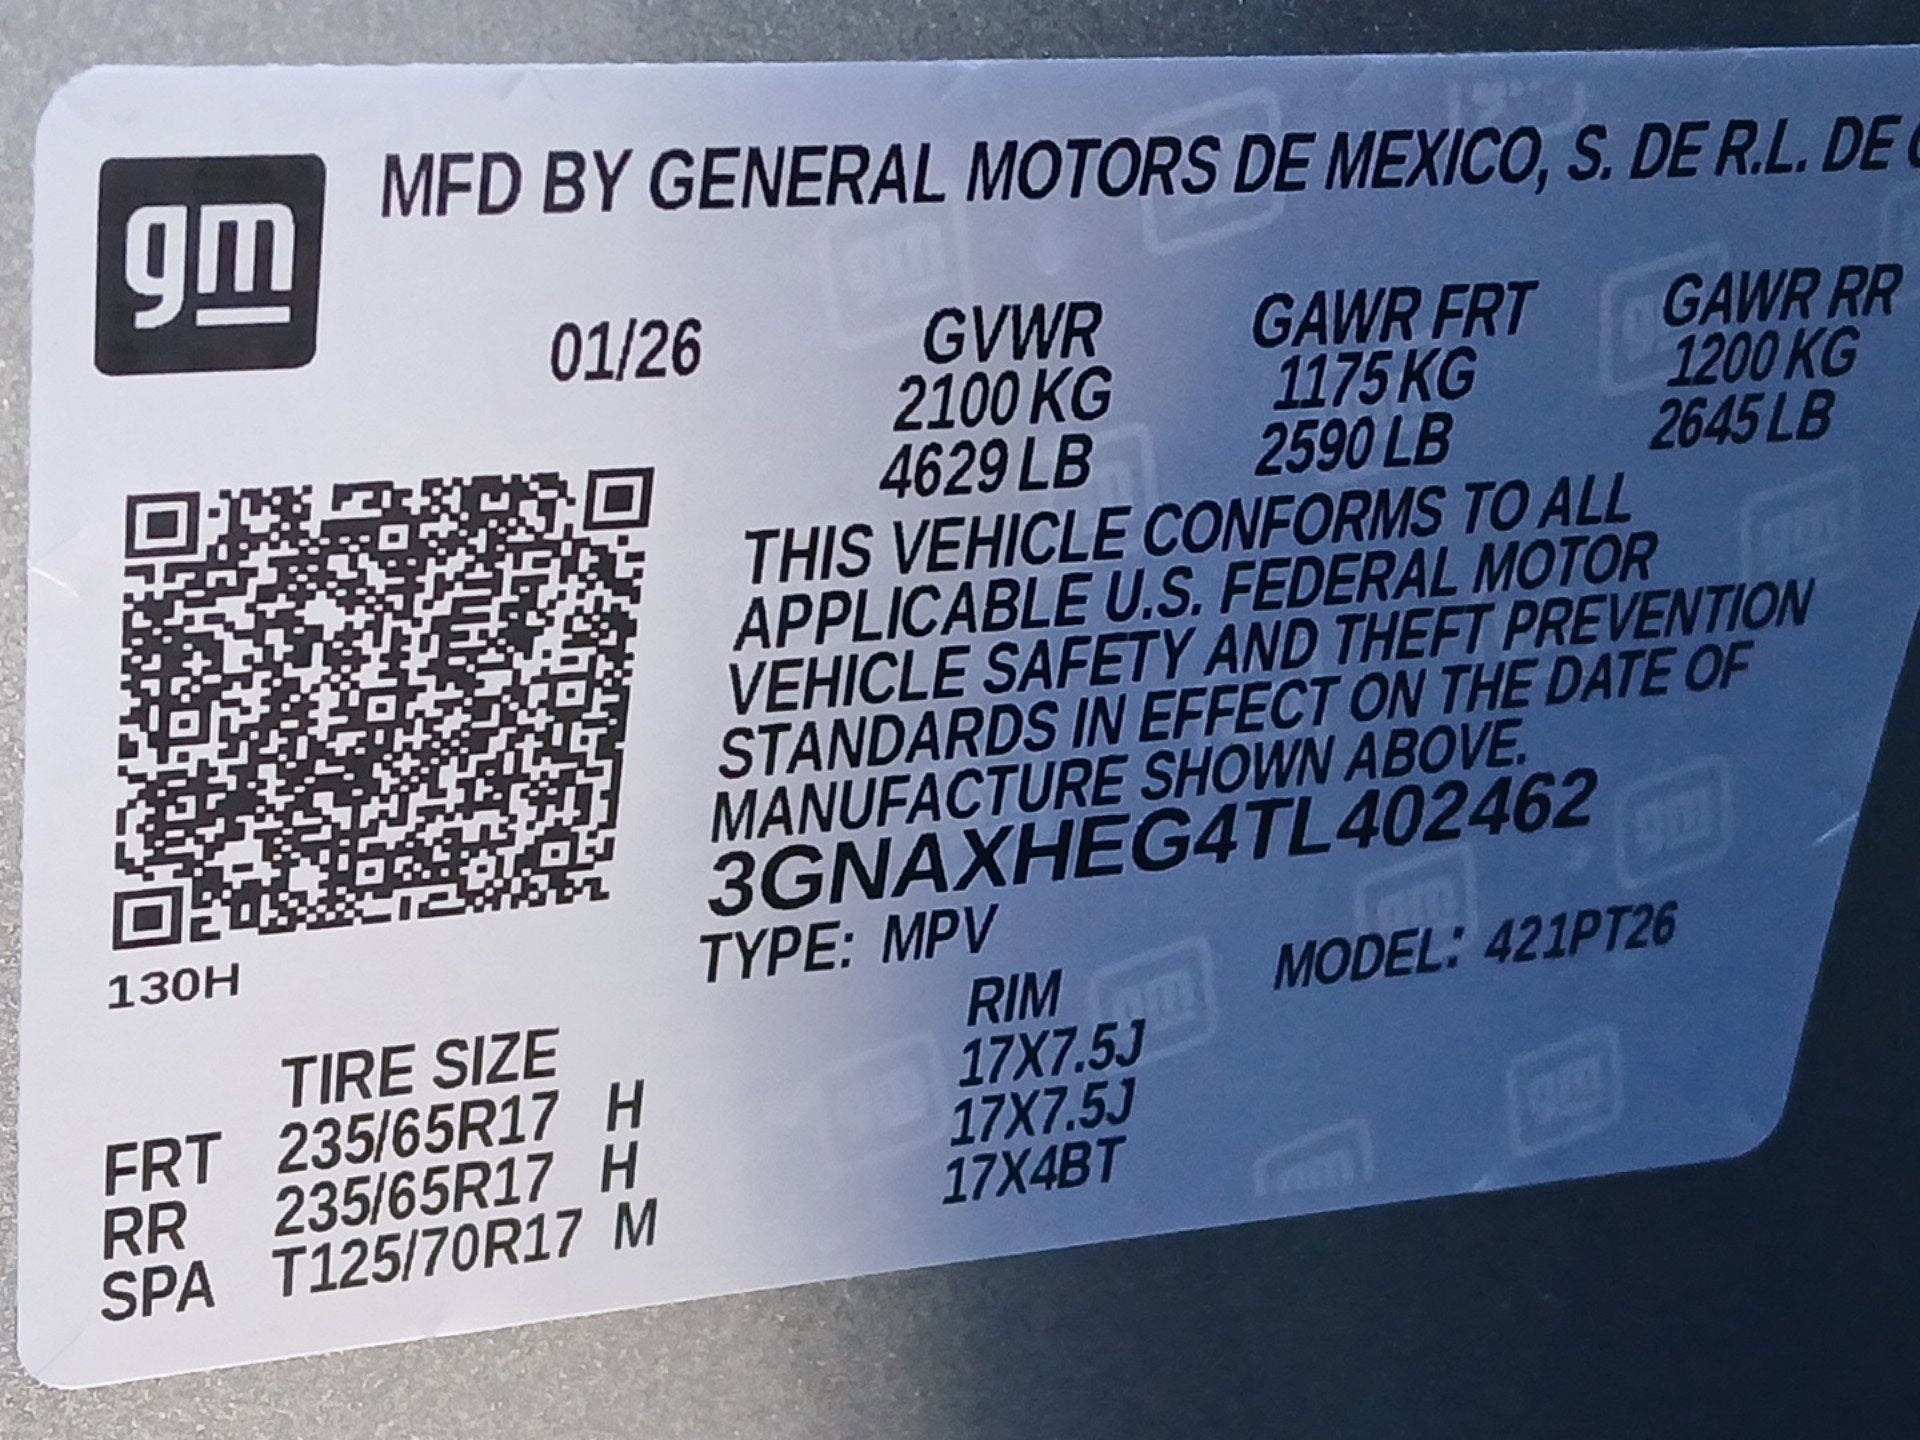 gm
MFD BY GENERAL MOTORS DE MEXICO, S. DE R.L. DE
01/26
GVWR GAWR FRT GAWR RR
2100 KG 1175 KG 1200 KG
4629 LB 2590 LB 2645 LB
THIS VEHICLE CONFORMS TO ALL
APPLICABLE U.S. FEDERAL MOTOR
VEHICLE SAFETY AND THEFT PREVENTION
STANDARDS IN EFFECT ON THE DATE OF
MANUFACTURE SHOWN ABOVE.
3GNAXHEG4TL402462
TYPE: MPV MODEL: 421PT26
130H
TIRE SIZE RIM
FRT 235/65R17 H 17X7.5J
RR 235/65R17 H 17X7.5J
SPA T125/70R17 M 17X4BT